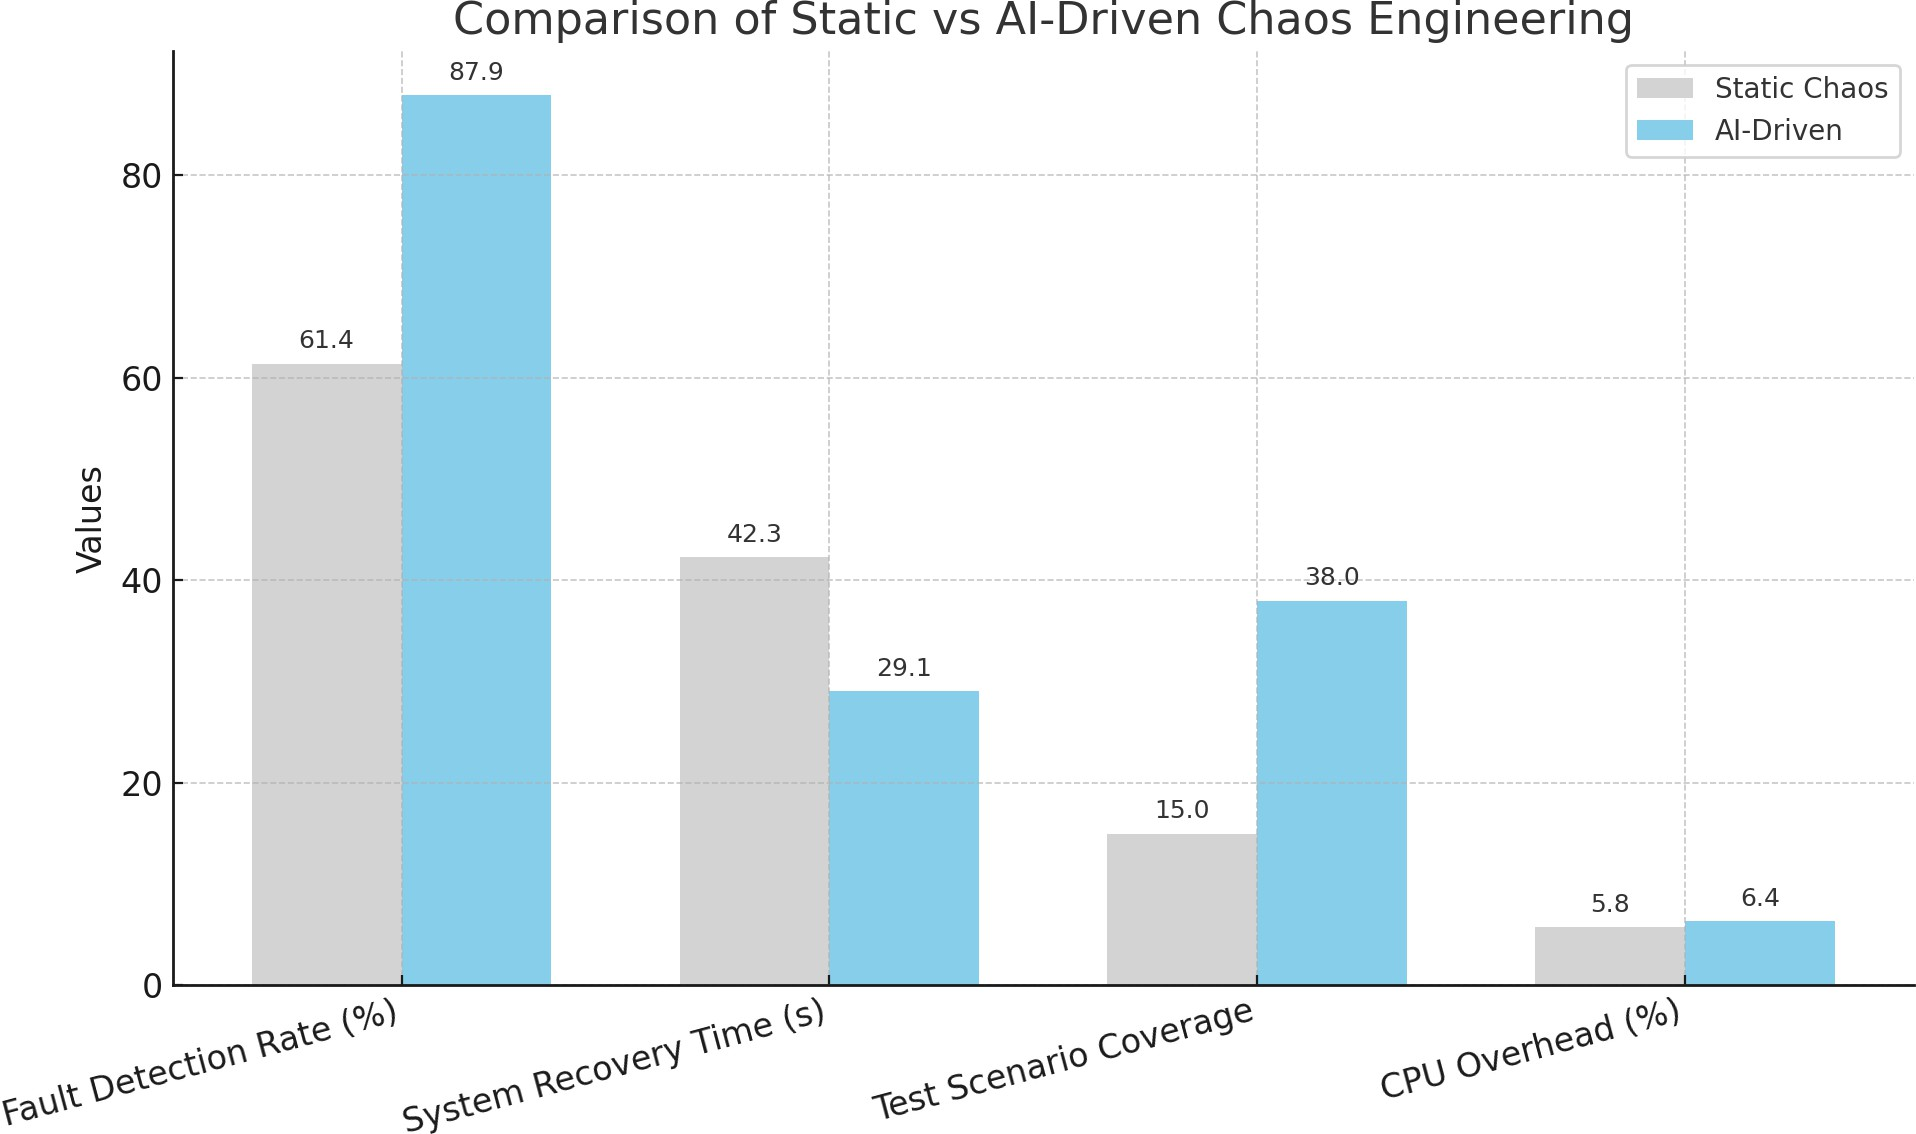 Comparison of Static vs AI-Driven Chaos Engineering
Static Chaos
AI-Driven
Values
80
60
40
20
0
61.4
87.9
42.3
29.1
15.0
38.0
5.8
6.4
Fault Detection Rate (%)
System Recovery Time (s)
Test Scenario Coverage
CPU Overhead (%)